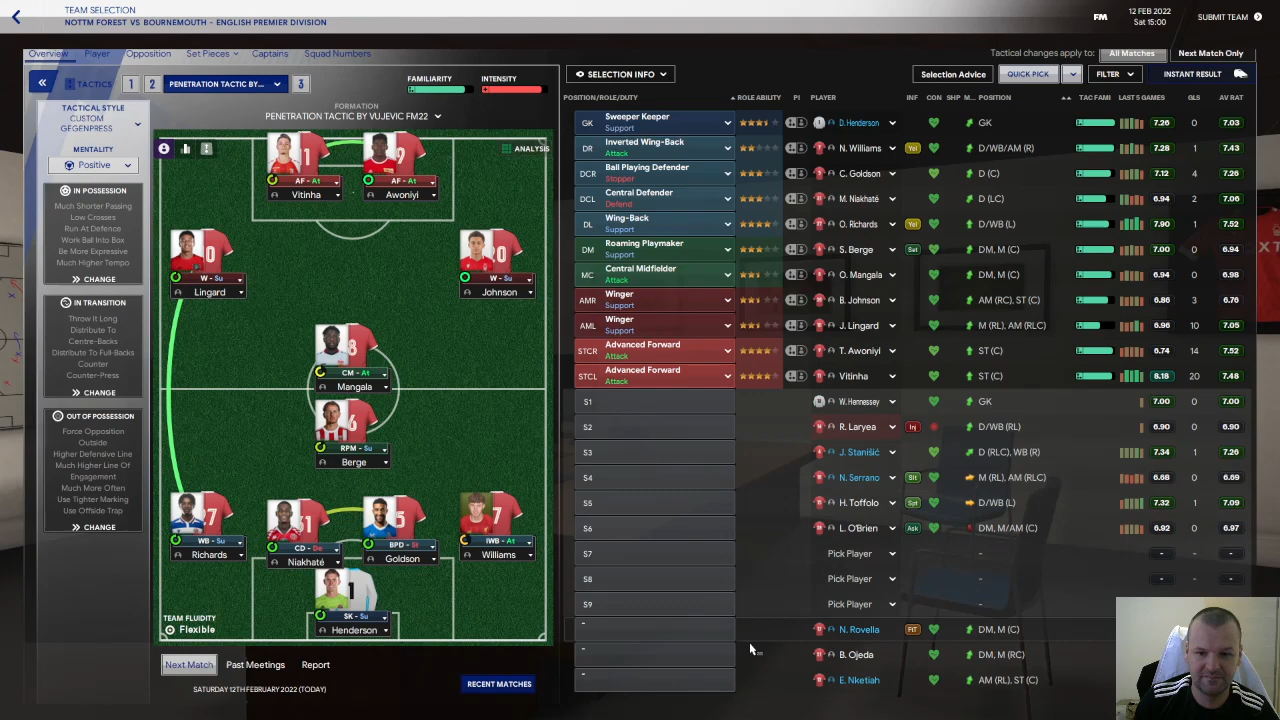 TEAM SELECTION
NOTTM FOREST VS BOURNEMOUTH - ENGLISH PREMIER DIVISION
FM
12 FEB 2022
Sat 15:00
SUBMIT TEAM
Overview Player Opposition Set Pieces Captains Squad Numbers
Tactical changes apply to: All Matches Next Match Only
TACTICS 1 2 PENETRATION TACTIC BY... 3
FAMILIARITY
INTENSITY
SELECTION INFO
Selection Advice QUICK PICK FILTER INSTANT RESULT
TACTICAL STYLE
CUSTOM
GEGENPRESS
MENTALITY
Positive
IN POSSESSION
Much Shorter Passing
Low Crosses
Run At Defence
Work Ball Into Box
Be More Expressive
Much Higher Tempo
CHANGE
IN TRANSITION
Throw It Long
Distribute To
Centre-Backs
Distribute To Full-Backs
Counter
Counter-Press
CHANGE
OUT OF POSSESSION
Force Opposition
Outside
Higher Defensive Line
Much Higher Line Of
Engagement
Much More Often
Use Tighter Marking
Use Offside Trap
CHANGE
FORMATION
PENETRATION TACTIC BY VUJEVIC FM22
ANALYSIS
AF - At
Vitinha
AF - At
Awoniyi
W - Su
Lingard
W - Su
Johnson
CM - At
Mangala
RPM - Su
Berge
WB - Su
Richards
CD - De
Niakhaté
BPD - St
Goldson
IWB - At
Williams
SK - Su
Henderson
TEAM FLUIDITY
Flexible
Next Match Past Meetings Report
SATURDAY 12TH FEBRUARY 2022 (TODAY)
RECENT MATCHES
POSITION/ROLE/DUTY ROLE ABILITY PI PLAYER INF CON SHP M... POSITION TAC FAMI LAST 5 GAMES GLS AV RAT
GK Sweeper Keeper Support D. Henderson GK 7.26 0 7.03
DR Inverted Wing-Back Attack N. Williams Yel D/WB/AM (R) 7.28 1 7.43
DCR Ball Playing Defender Stopper C. Goldson D (C) 7.12 4 7.26
DCL Central Defender Defend M. Niakhaté D (LC) 6.94 2 7.06
DL Wing-Back Support O. Richards Yel D/WB (L) 7.90 1 7.52
DM Roaming Playmaker Support S. Berge Set DM, M (C) 7.00 0 6.94
MC Central Midfielder Attack O. Mangala DM, M (C) 6.94 1 6.98
AMR Winger Support B. Johnson AM (RC), ST (C) 6.86 3 6.76
AML Winger Support J. Lingard M (RL), AM (RLC) 6.96 10 7.05
STCR Advanced Forward Attack T. Awoniyi ST (C) 6.74 14 7.52
STCL Advanced Forward Attack Vitinha ST (C) 8.18 20 7.48
S1 W. Hennessey GK 7.00 0 7.00
S2 R. Laryea Inj D/WB (RL) 6.90 0 6.90
S3 J. Stanišić D (RLC), WB (R) 7.34 1 7.26
S4 N. Serrano Slt M (RL), AM (RLC) 6.68 0 6.69
S5 H. Toffolo Spt D/WB (L) 7.32 1 7.09
S6 L. O'Brien Ask DM, M/AM (C) 6.92 0 6.97
S7 Pick Player - - -
S8 Pick Player - - -
S9 Pick Player - - -
- N. Rovella FIT DM, M (C)
- B. Ojeda DM, M (RC)
- E. Nketiah AM (RL), ST (C)